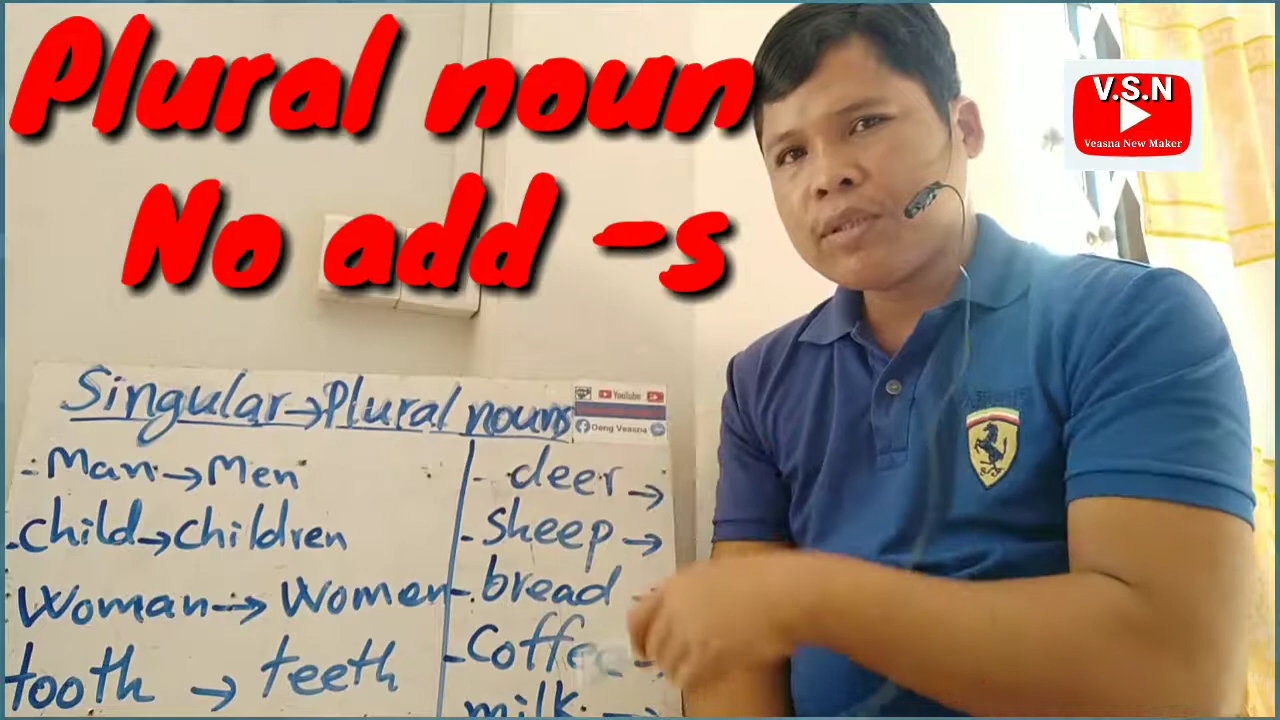 Plural noun
No add -s
V.S.N
Veasna New Maker
Singular→Plural nouns
YouTube
Oeng Veasna
- Man→Men
- child→children
Woman→ Women
tooth → teeth
- deer →
- Sheep →
- bread
- Coffee
milk →